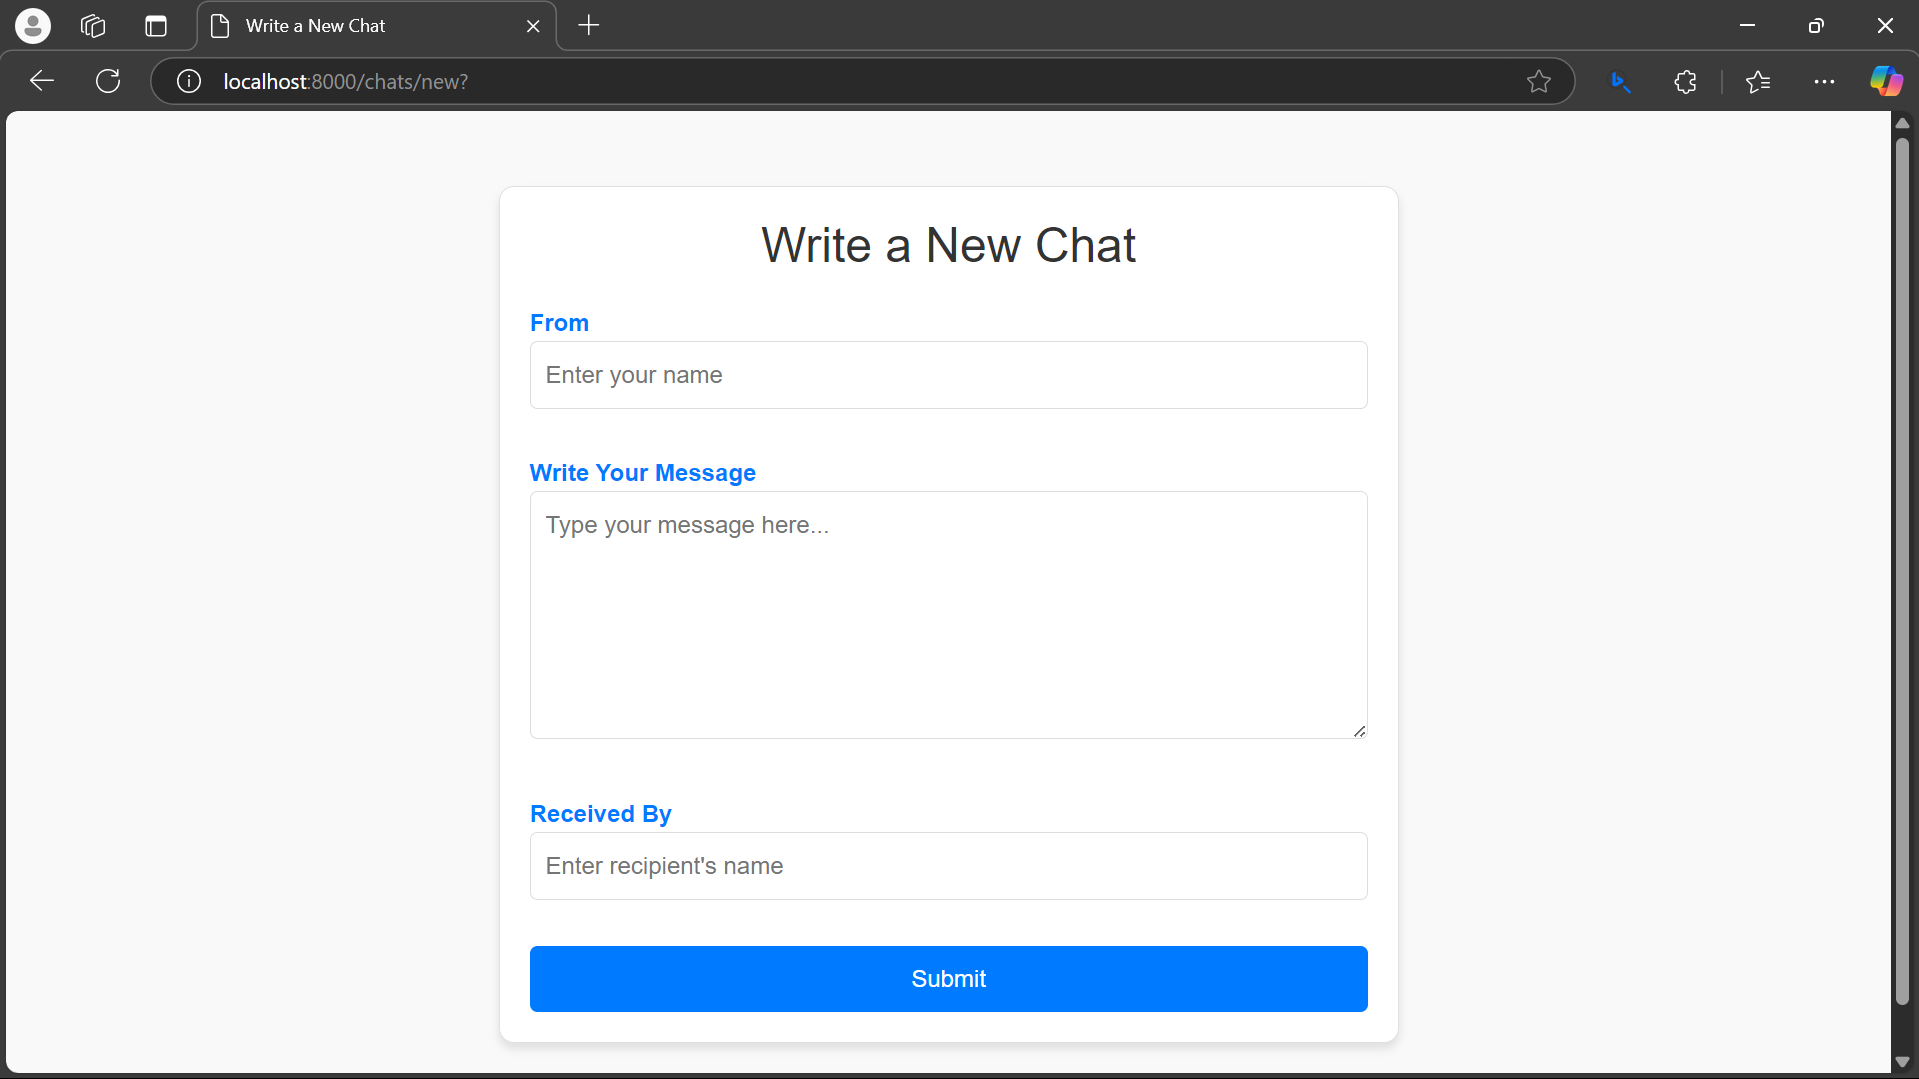 Write a New Chat
localhost:8000/chats/new?
Write a New Chat
From
Enter your name
Write Your Message
Type your message here...
Received By
Enter recipient's name
Submit